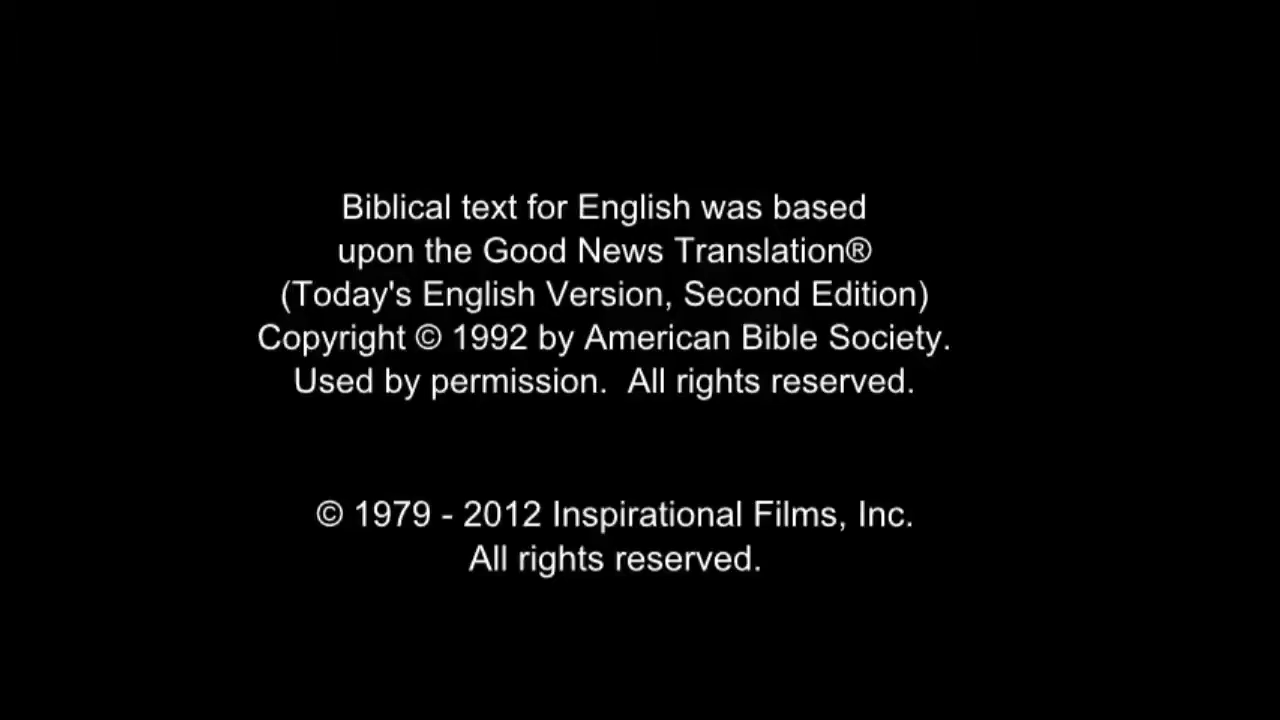 Biblical text for English was based
upon the Good News Translation®
(Today's English Version, Second Edition)
Copyright © 1992 by American Bible Society.
Used by permission.  All rights reserved.
© 1979 - 2012 Inspirational Films, Inc.
All rights reserved.